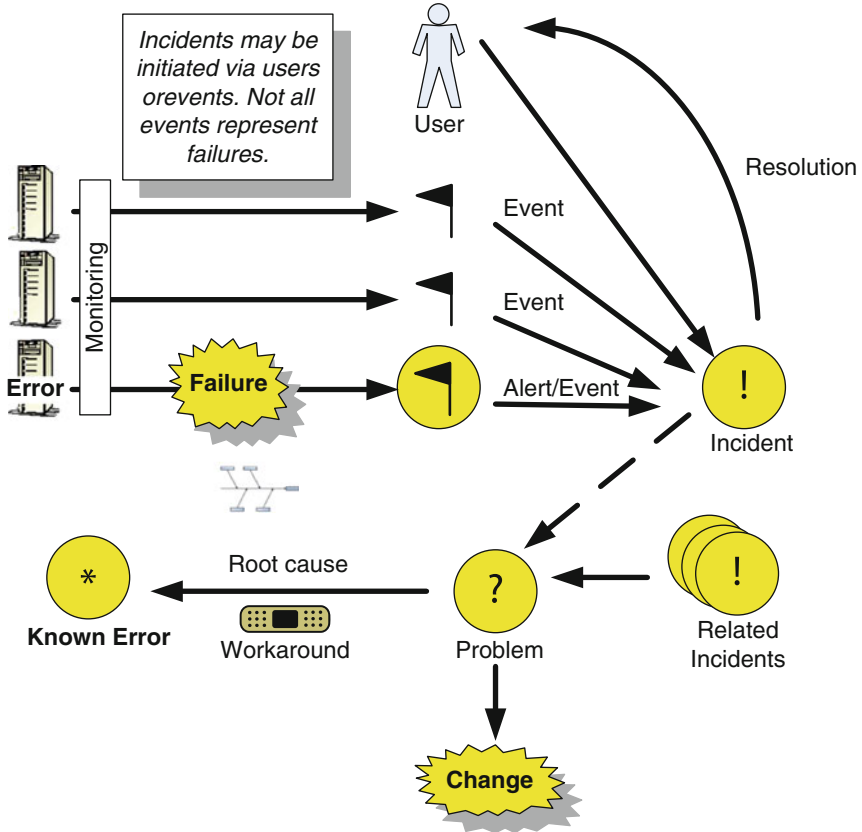 Incidents may be
initiated via users
orevents. Not all
events represent
failures.
User
Resolution
Monitoring
Event
Event
Error
Failure
Alert/Event
!
Incident
*
Root cause
?
!
Known Error
Workaround
Problem
Related
Incidents
Change